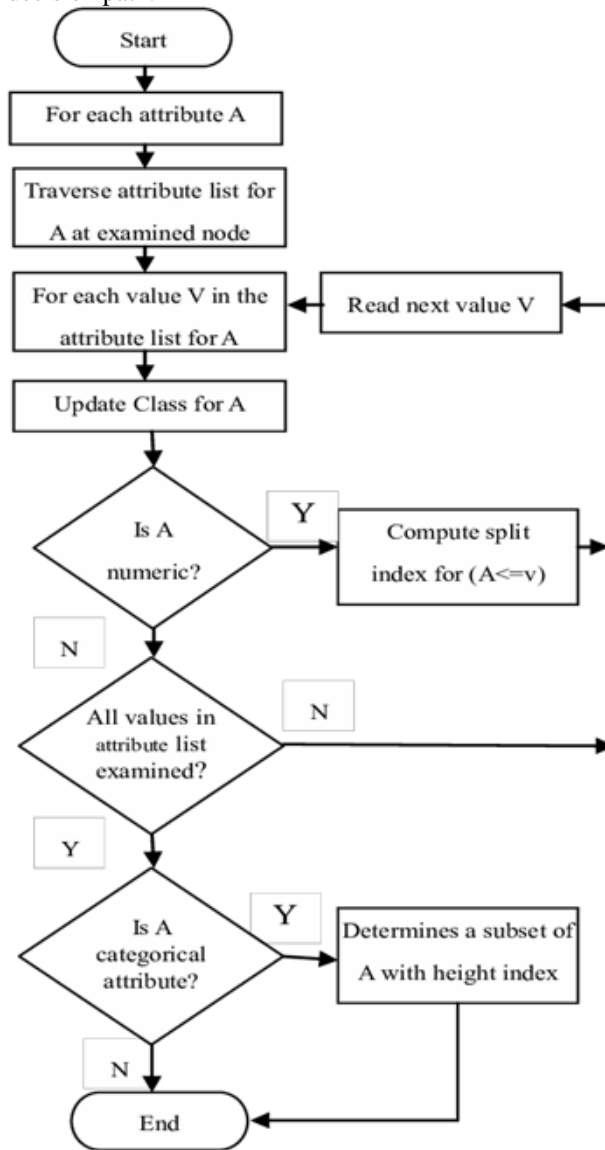 Start
For each attribute A
Traverse attribute list for
A at examined node
For each value V in the
attribute list for A
Read next value V
Update Class for A
Is A
numeric?
Y
Compute split
index for (A<=v)
N
All values in
attribute list
examined?
N
Y
Is A
categorical
attribute?
Y
Determines a subset of
A with height index
N
End